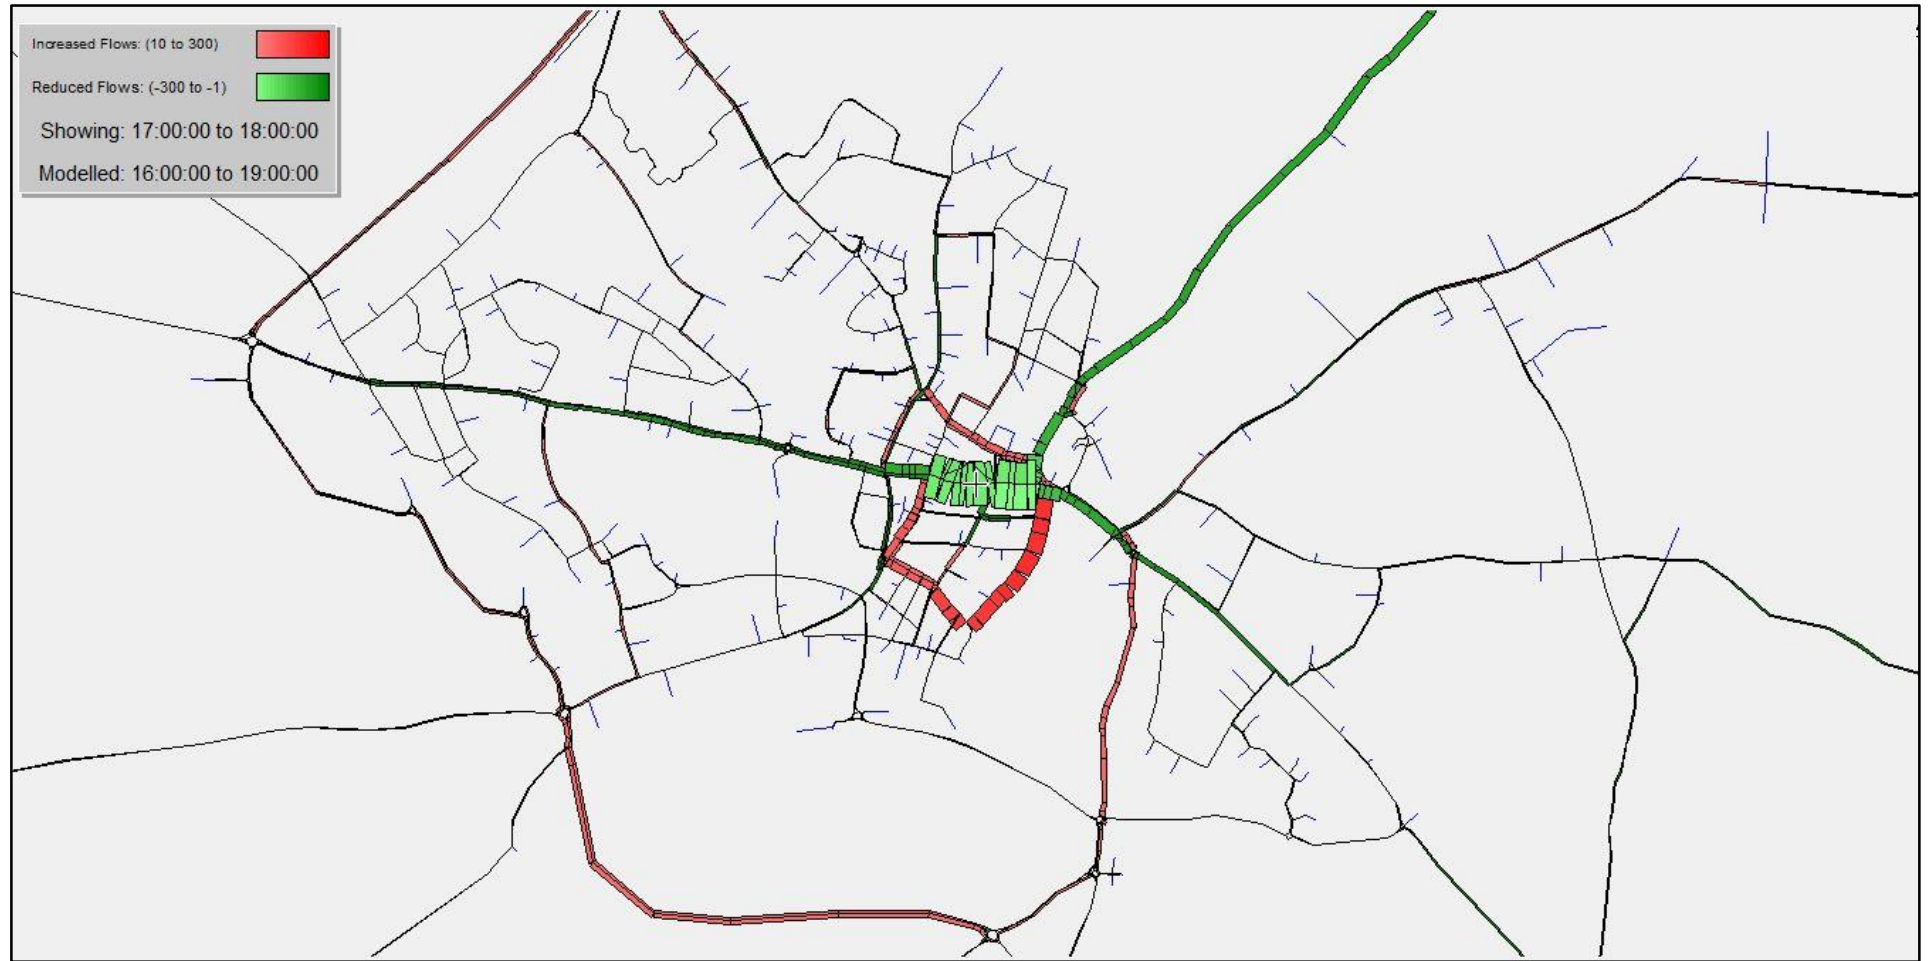 Increased Flows: (10 to 300)
Reduced Flows: (-300 to -1)
Showing: 17:00:00 to 18:00:00
Modelled: 16:00:00 to 19:00:00